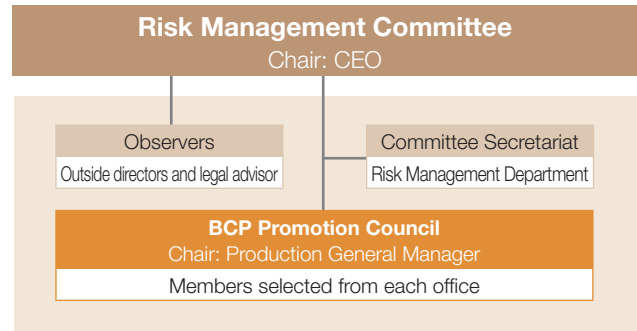 Risk Management Committee
Chair: CEO
Observers
Outside directors and legal advisor
Committee Secretariat
Risk Management Department
BCP Promotion Council
Chair: Production General Manager
Members selected from each office